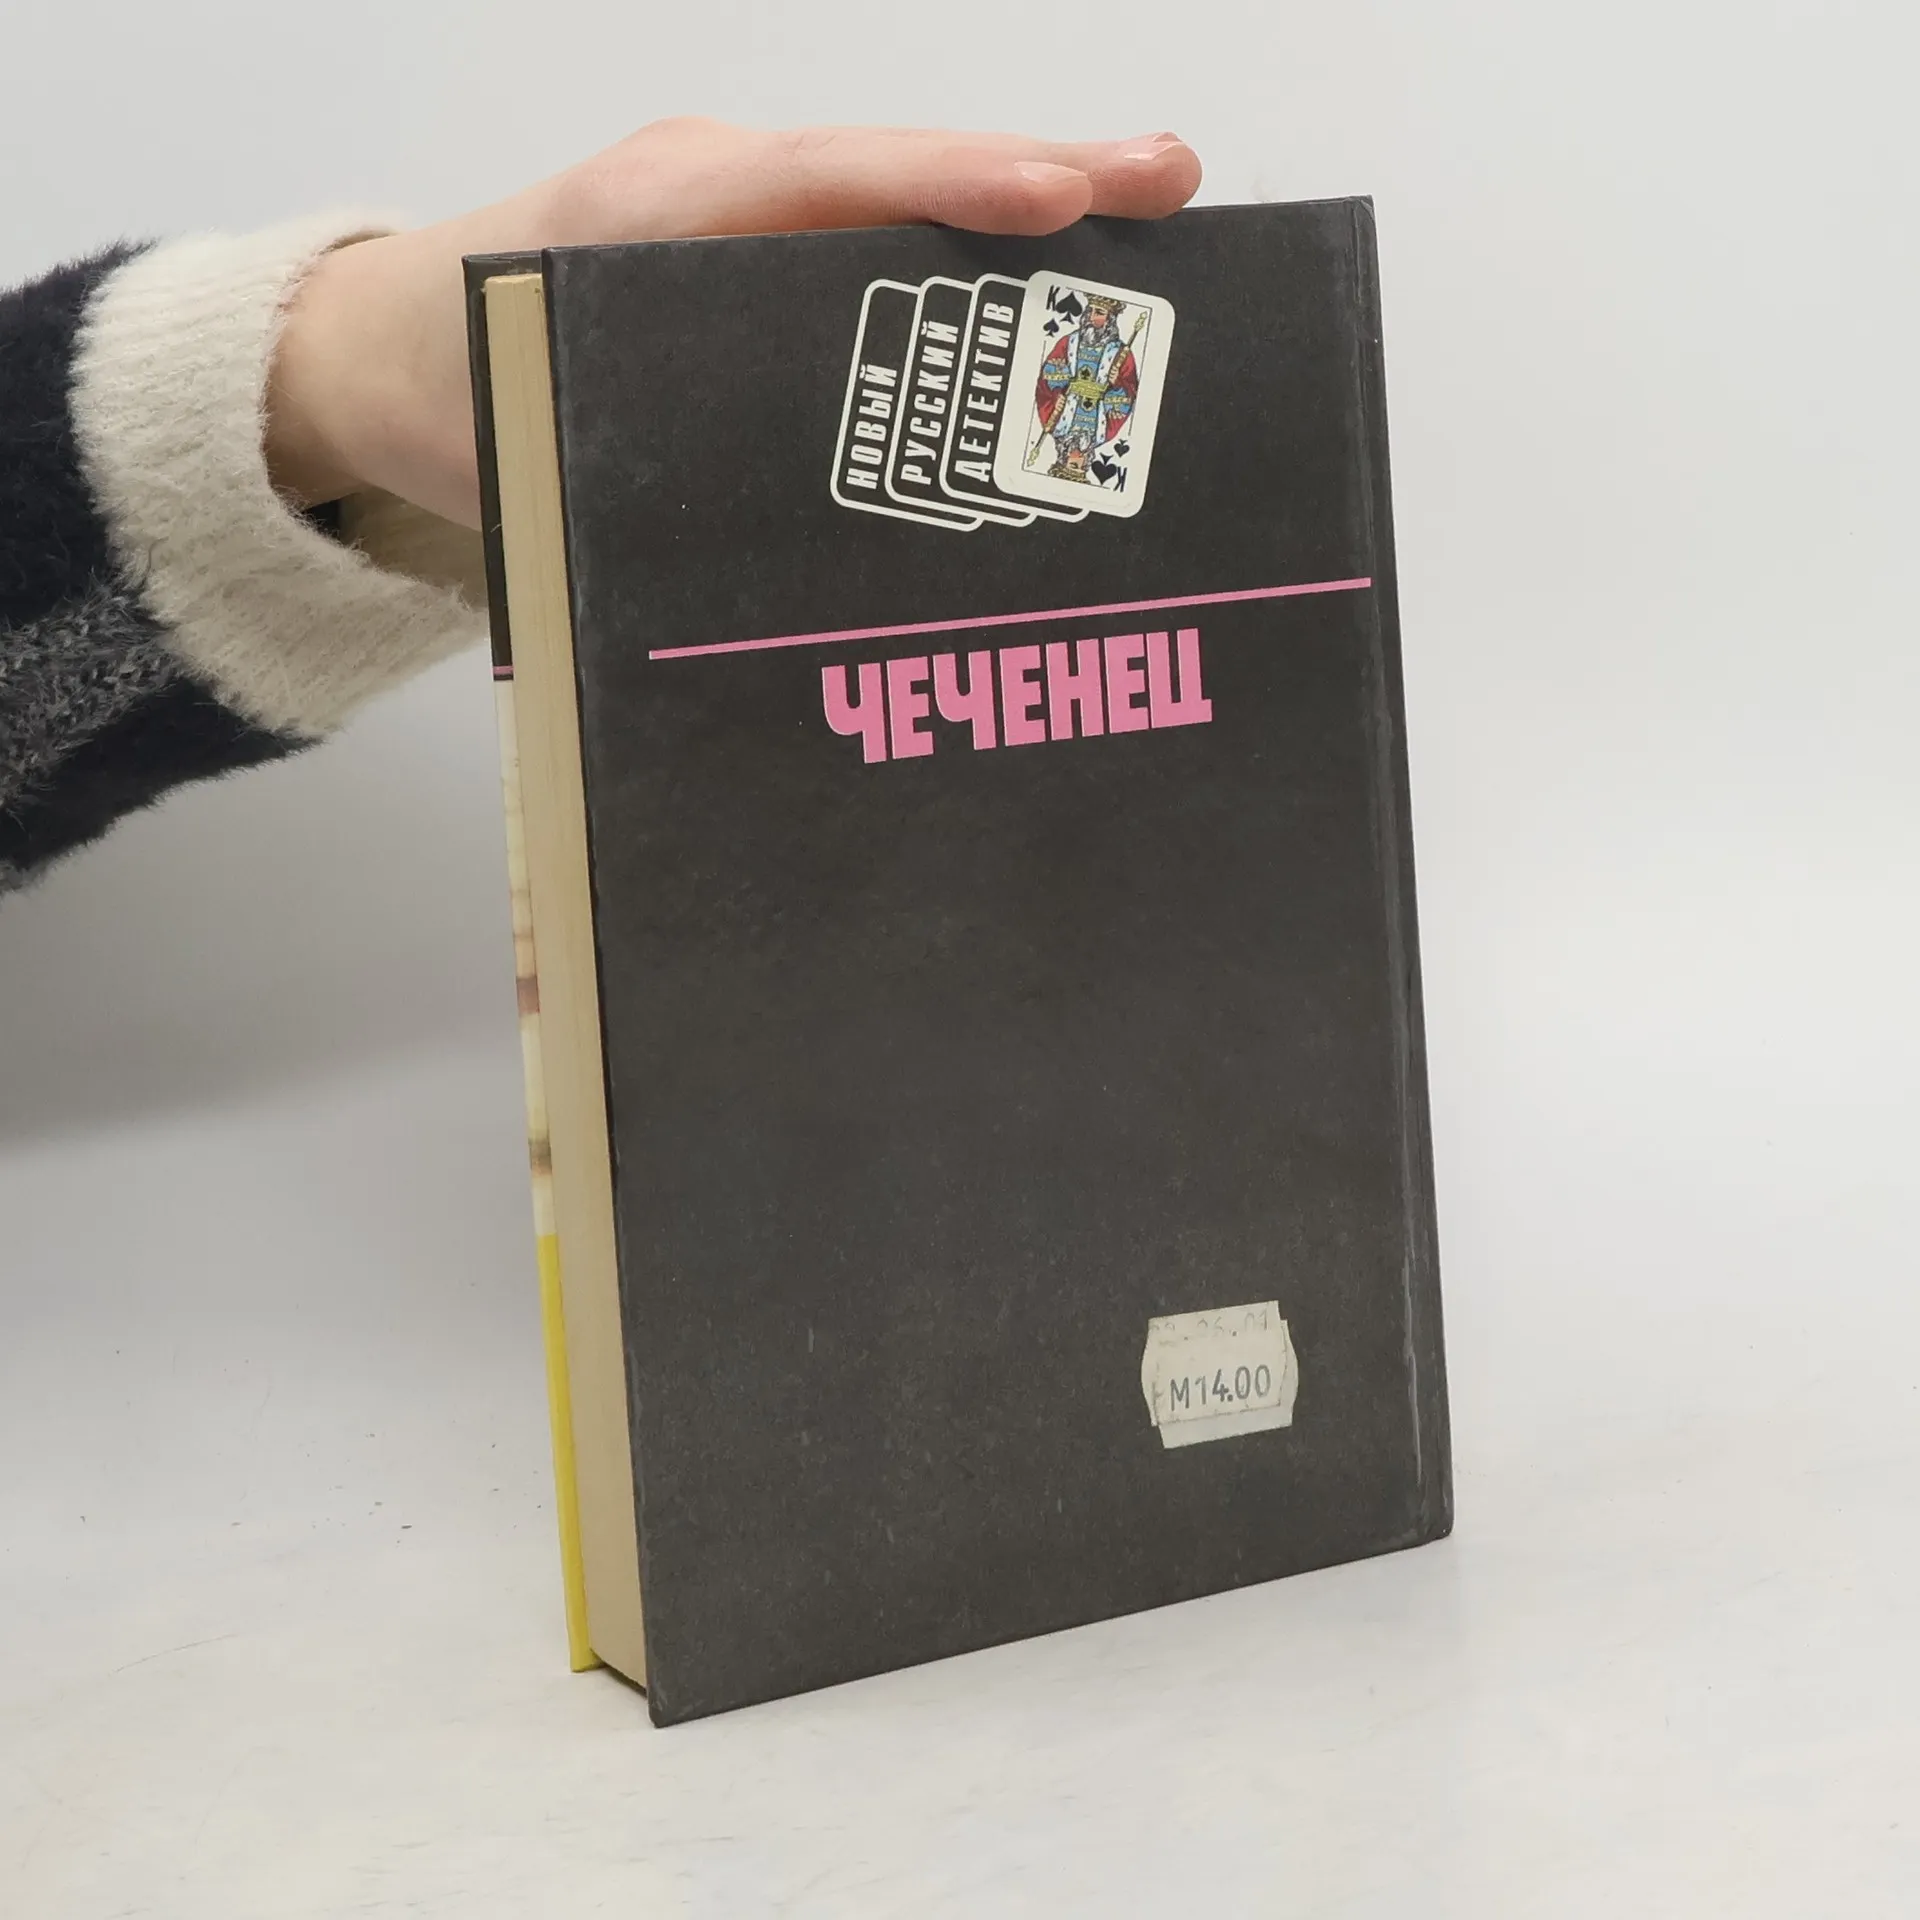 НОВЫЙ
РУССКИЙ
ДЕТЕКТИВ
K
K
ЧЕЧЕНЕЦ
M14.00